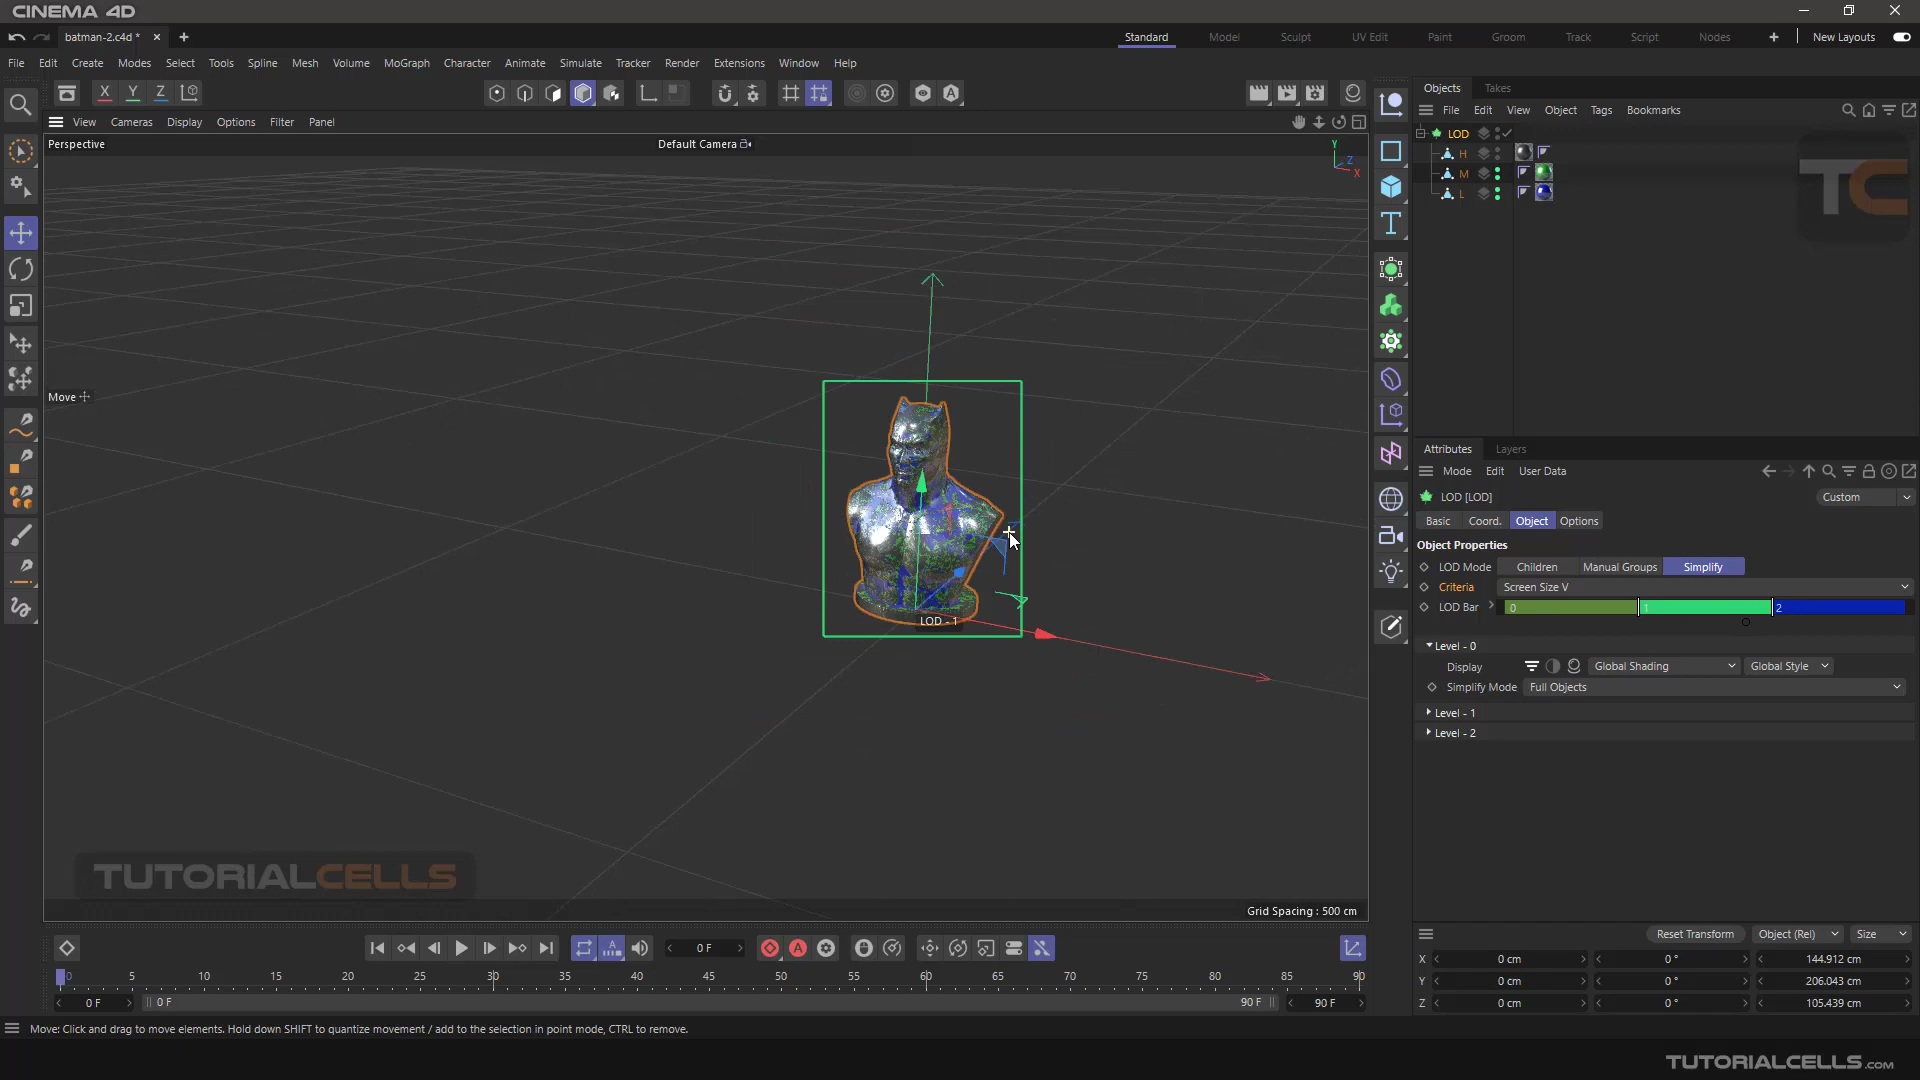 CINEMA 4D
batman-2.c4d *
Standard Model Sculpt UV Edit Paint Groom Track Script Nodes New Layouts
File Edit Create Modes Select Tools Spline Mesh Volume MoGraph Character Animate Simulate Tracker Render Extensions Window Help
X Y Z
Objects Takes
File Edit View Object Tags Bookmarks
View Cameras Display Options Filter Panel
Perspective
Default Camera
Y
Z
X
LOD
H
M
L
TC
Move
LOD - 1
Attributes Layers
Mode Edit User Data
LOD [LOD]
Custom
Basic Coord. Object Options
Object Properties
LOD Mode Children Manual Groups Simplify
Criteria Screen Size V
LOD Bar 0 1 2
Level - 0
Display Global Shading Global Style
Simplify Mode Full Objects
Level - 1
Level - 2
TUTORIALCELLS
Grid Spacing : 500 cm
0 F
0 5 10 15 20 25 30 35 40 45 50 55 60 65 70 75 80 85 90
0 F 0 F 90 F 90 F
Reset Transform Object (Rel) Size
X 0 cm 0 ° 144.912 cm
Y 0 cm 0 ° 206.043 cm
Z 0 cm 0 ° 105.439 cm
Move: Click and drag to move elements. Hold down SHIFT to quantize movement / add to the selection in point mode, CTRL to remove.
TUTORIALCELLS.com